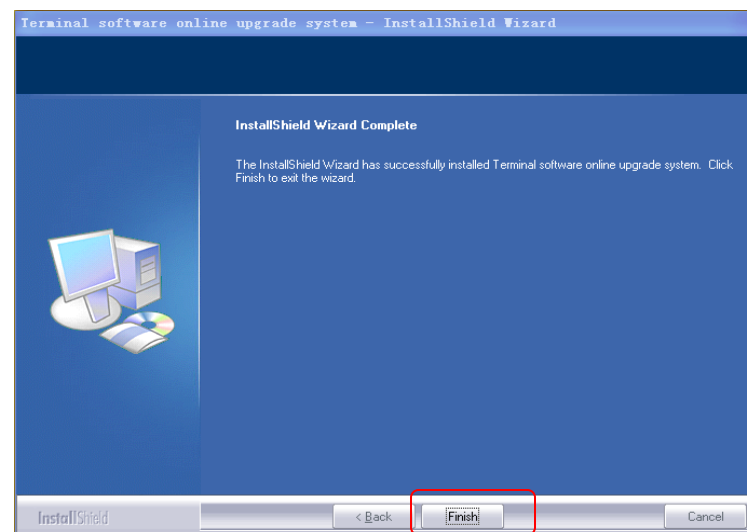 Terminal software online upgrade system - InstallShield Wizard
InstallShield Wizard Complete
The InstallShield Wizard has successfully installed Terminal software online upgrade system. Click
Finish to exit the wizard.
InstallShield
< Back
Finish
Cancel